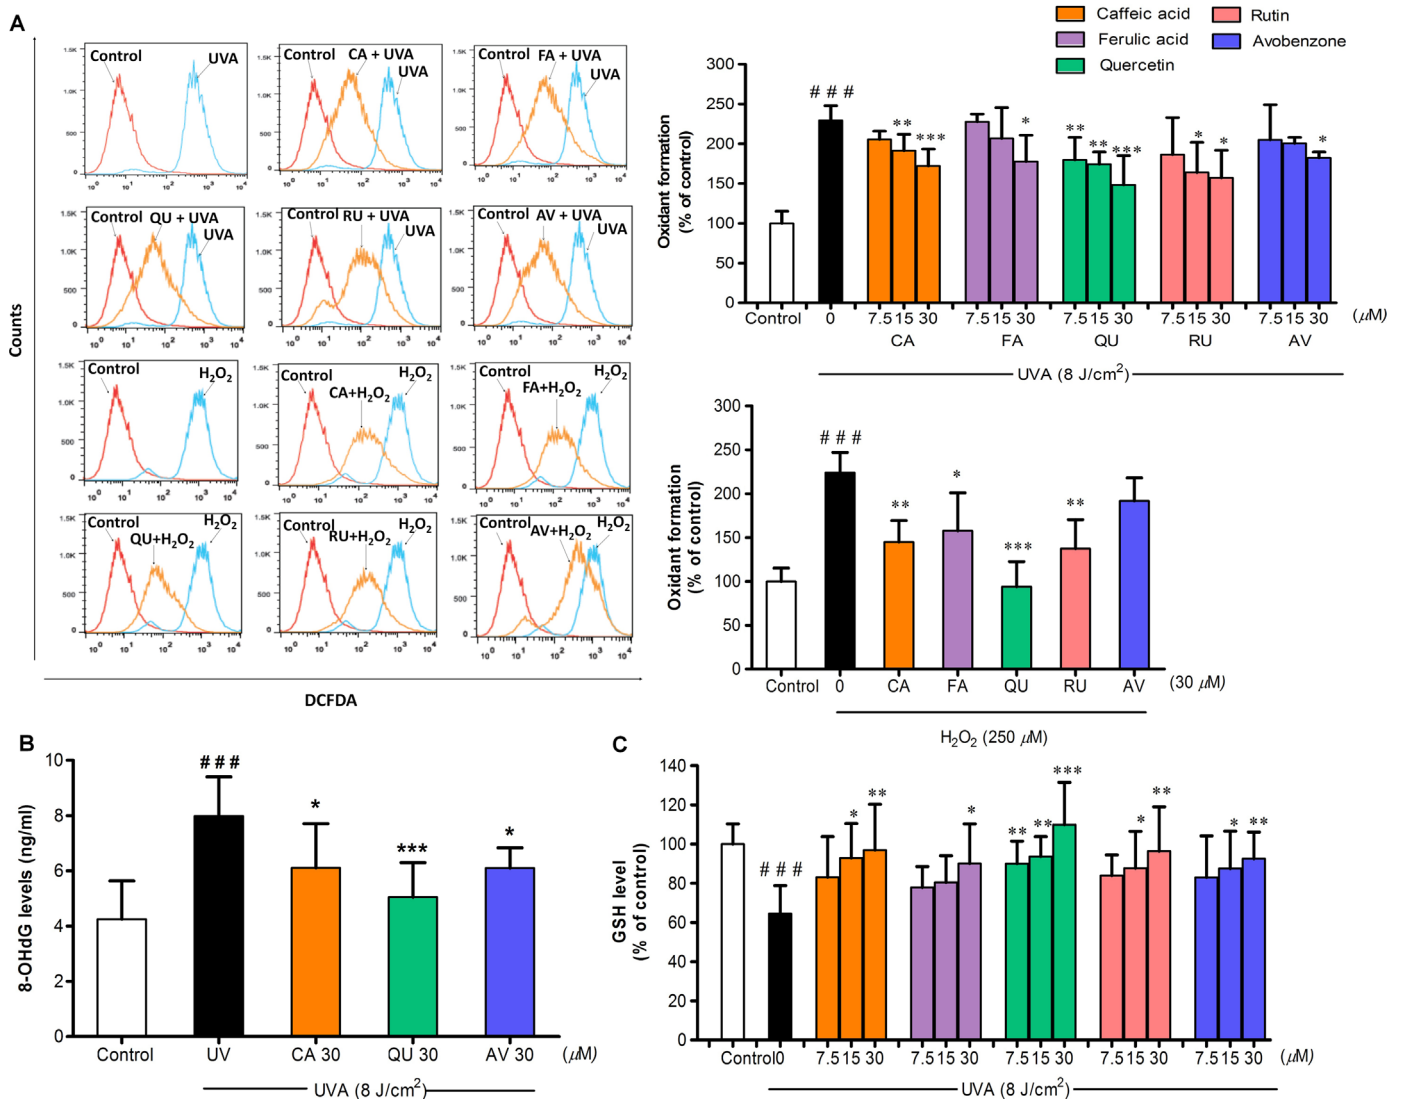 A
Caffeic acid
Rutin
Ferulic acid
Avobenzone
Quercetin
Counts
Control
UVA
Control
CA + UVA
UVA
Control
FA + UVA
UVA
Control
QU + UVA
UVA
Control
RU + UVA
UVA
Control
AV + UVA
UVA
Control
H₂O₂
Control
CA+H₂O₂
H₂O₂
Control
FA+H₂O₂
H₂O₂
Control
QU+H₂O₂
H₂O₂
Control
RU+H₂O₂
H₂O₂
Control
AV+H₂O₂
H₂O₂
DCFDA
Oxidant formation
(% of control)
300
250
200
150
100
50
0
# # #
** ***
*
** ** ***
* *
*
Control 0 7.5 15 30 7.5 15 30 7.5 15 30 7.5 15 30 7.5 15 30 (μM)
CA FA QU RU AV
UVA (8 J/cm²)
Oxidant formation
(% of control)
300
250
200
150
100
50
0
# # #
**
*
***
**
Control 0 CA FA QU RU AV (30 μM)
H₂O₂ (250 μM)
B
8-OHdG levels (ng/ml)
10
8
6
4
2
0
# # #
*
***
*
Control UV CA 30 QU 30 AV 30 (μM)
UVA (8 J/cm²)
C
GSH level
(% of control)
140
120
100
80
60
40
20
0
# # #
* **
*
** ** ***
* **
* **
Control 0 7.5 15 30 7.5 15 30 7.5 15 30 7.5 15 30 7.5 15 30 (μM)
UVA (8 J/cm²)